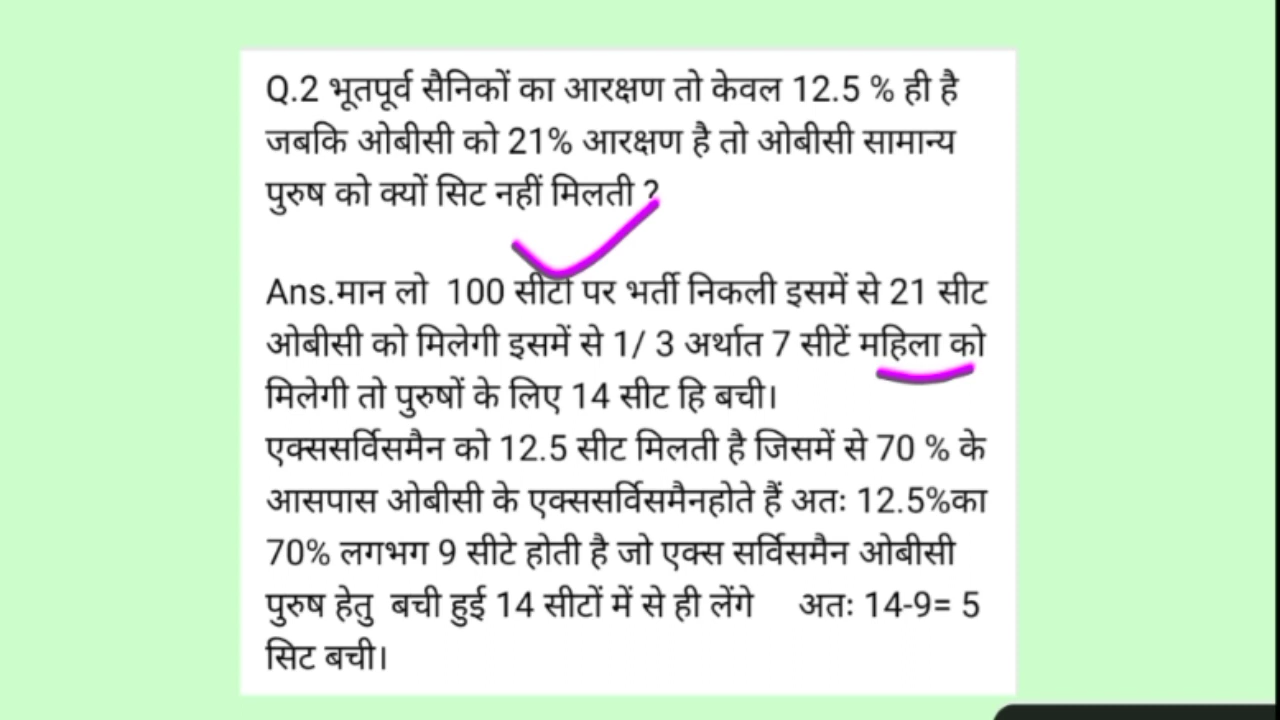 Q.2 भूतपूर्व सैनिकों का आरक्षण तो केवल 12.5 % ही है
जबकि ओबीसी को 21% आरक्षण है तो ओबीसी सामान्य
पुरुष को क्यों सिट नहीं मिलती ?
Ans.मान लो 100 सीटों पर भर्ती निकली इसमें से 21 सीट
ओबीसी को मिलेगी इसमें से 1/ 3 अर्थात 7 सीटें महिला को
मिलेगी तो पुरुषों के लिए 14 सीट हि बची।
एक्ससर्विसमैन को 12.5 सीट मिलती है जिसमें से 70 % के
आसपास ओबीसी के एक्ससर्विसमैनहोते हैं अतः 12.5%का
70% लगभग 9 सीटे होती है जो एक्स सर्विसमैन ओबीसी
पुरुष हेतु बची हुई 14 सीटों में से ही लेंगे अतः 14-9= 5
सिट बची।